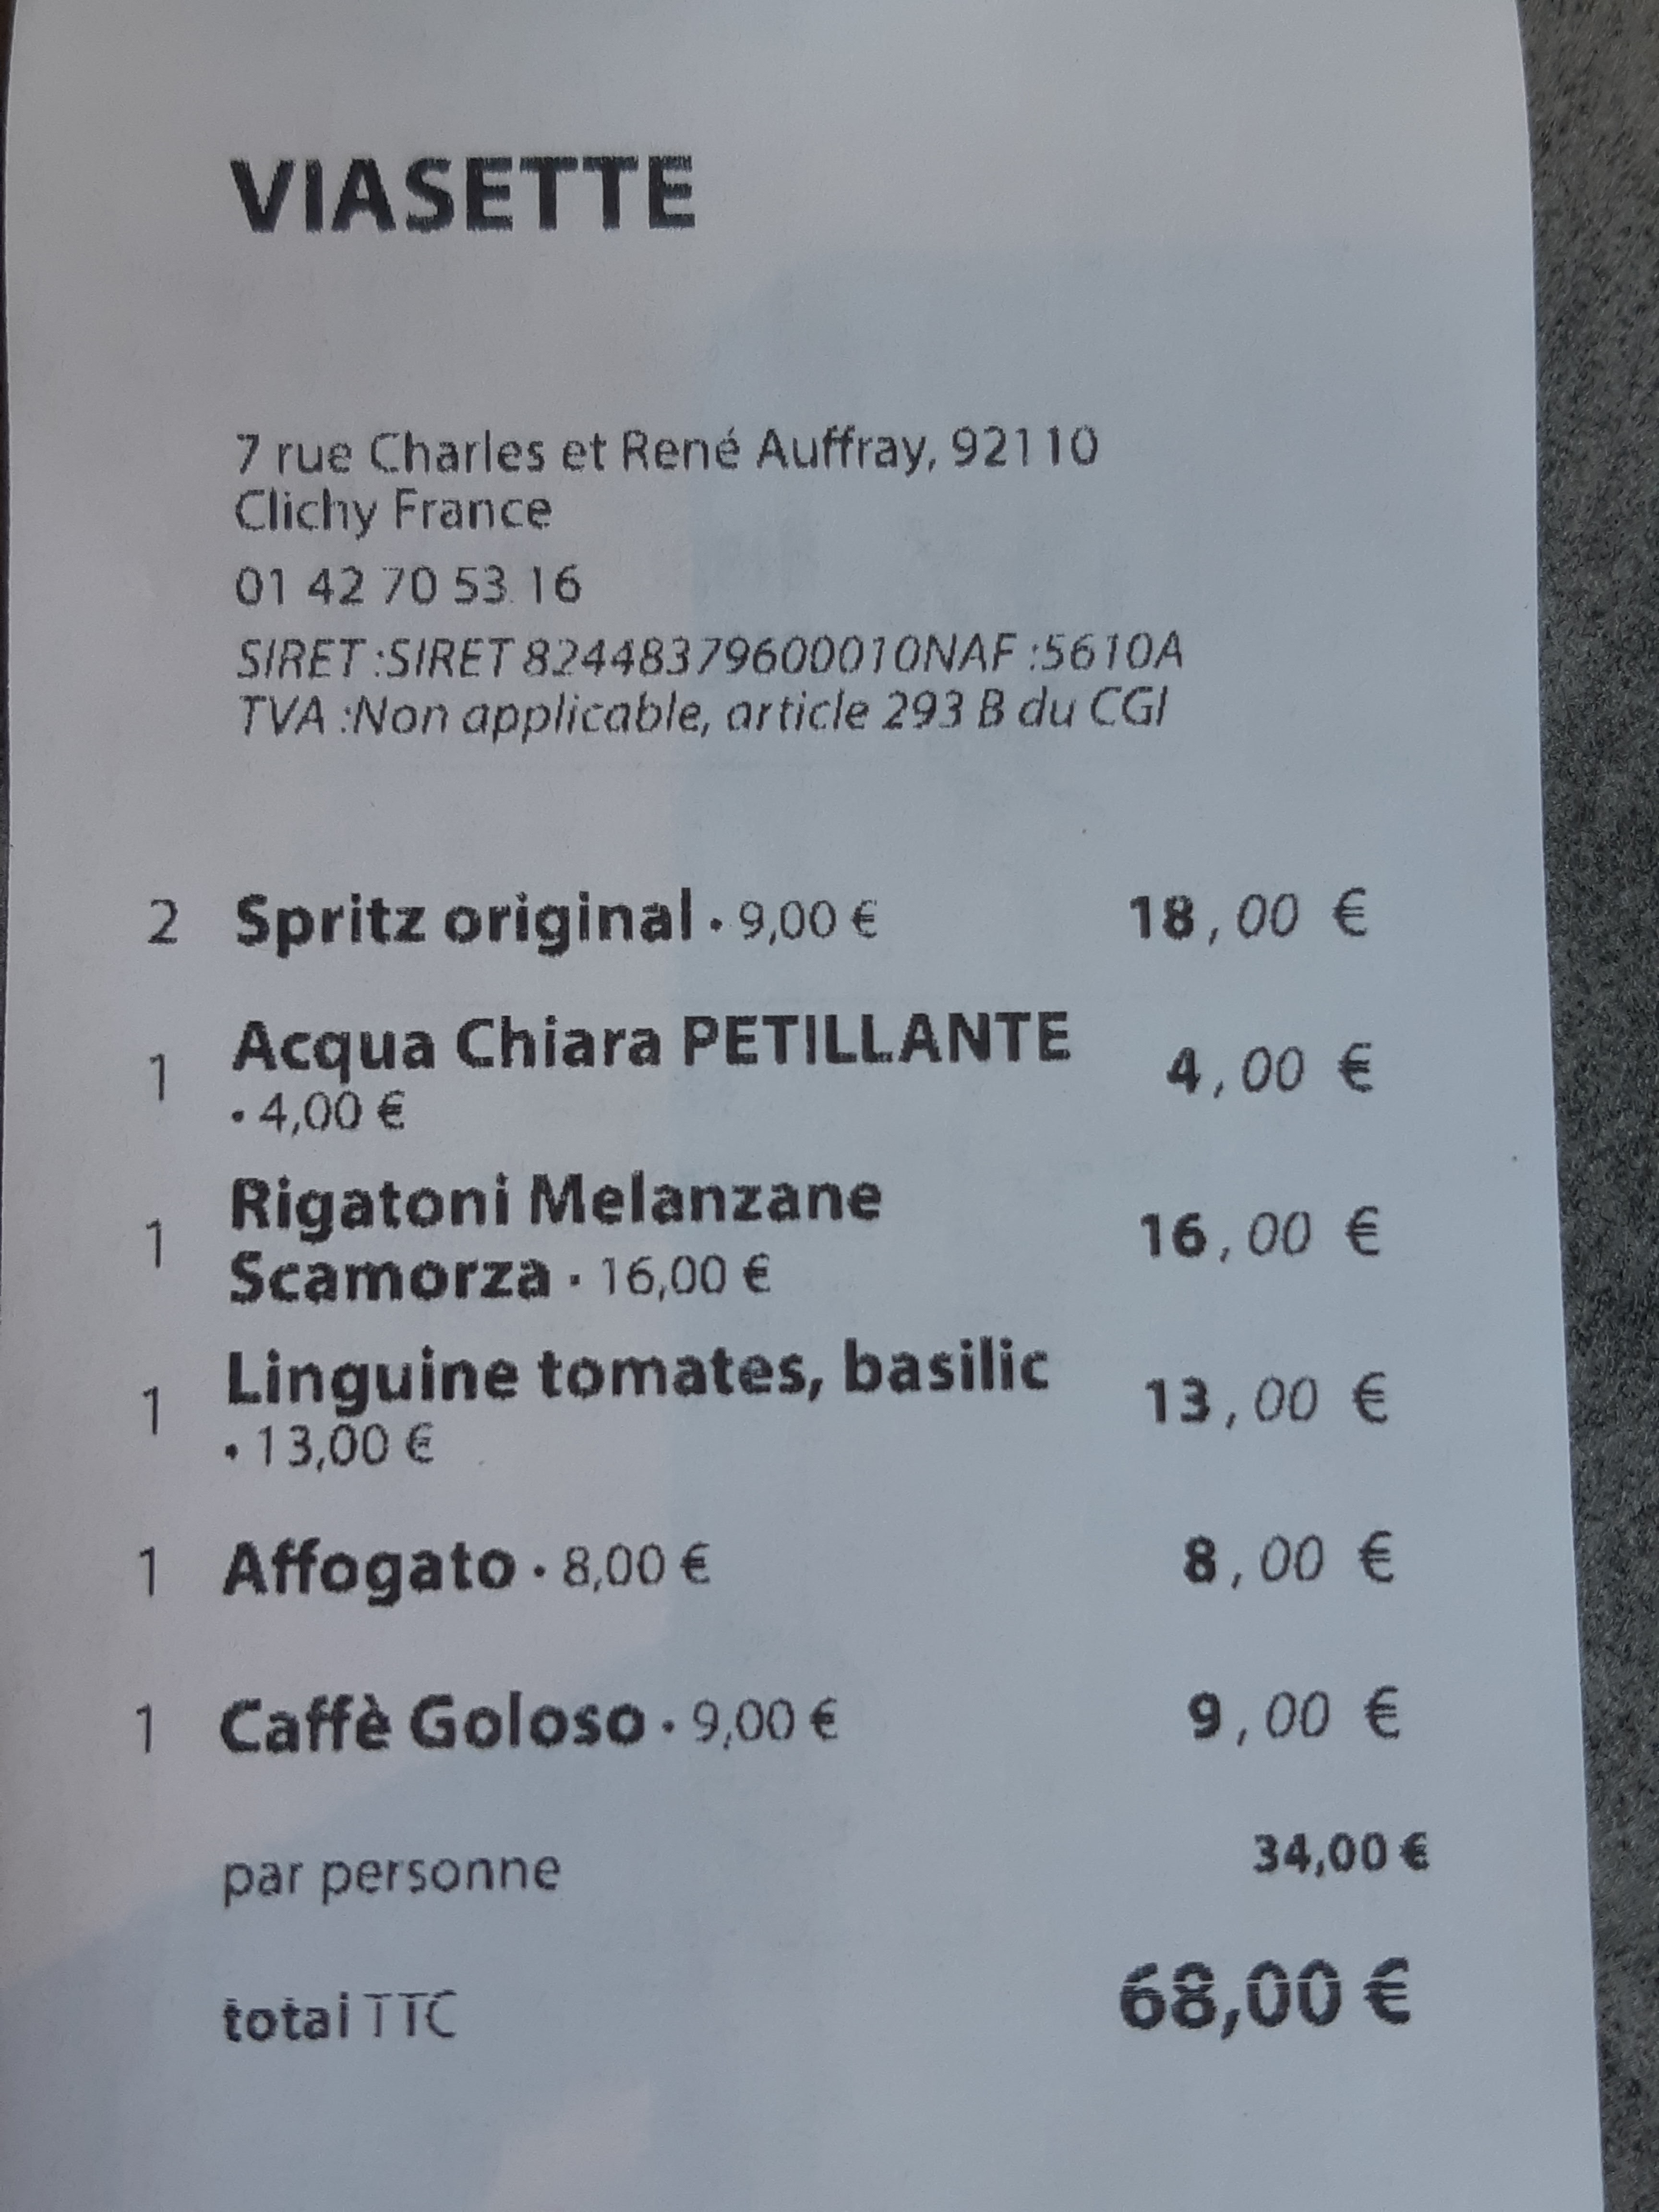 VIASETTE
7 rue Charles et René Auffray, 92110
Clichy France
01 42 70 53 16
SIRET :SIRET 82448379600010NAF :5610A
TVA :Non applicable, article 293 B du CGI
2 Spritz original · 9,00 € 18,00 €
1 Acqua Chiara PETILLANTE 4,00 €
· 4,00 €
1 Rigatoni Melanzane 16,00 €
Scamorza · 16,00 €
1 Linguine tomates, basilic 13,00 €
· 13,00 €
1 Affogato · 8,00 € 8,00 €
1 Caffè Goloso · 9,00 € 9,00 €
par personne 34,00 €
total TTC 68,00 €